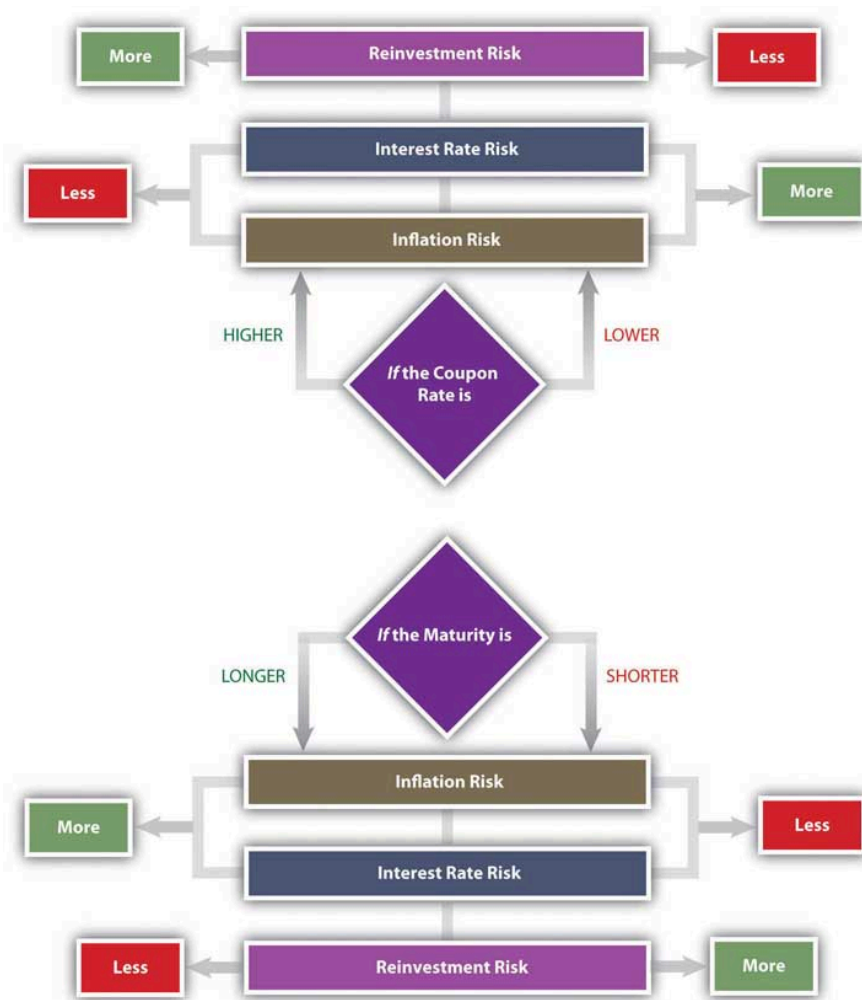 More
Reinvestment Risk
Less
Interest Rate Risk
Less
More
Inflation Risk
HIGHER
LOWER
If the Coupon
Rate is
If the Maturity is
LONGER
SHORTER
Inflation Risk
More
Less
Interest Rate Risk
Less
Reinvestment Risk
More